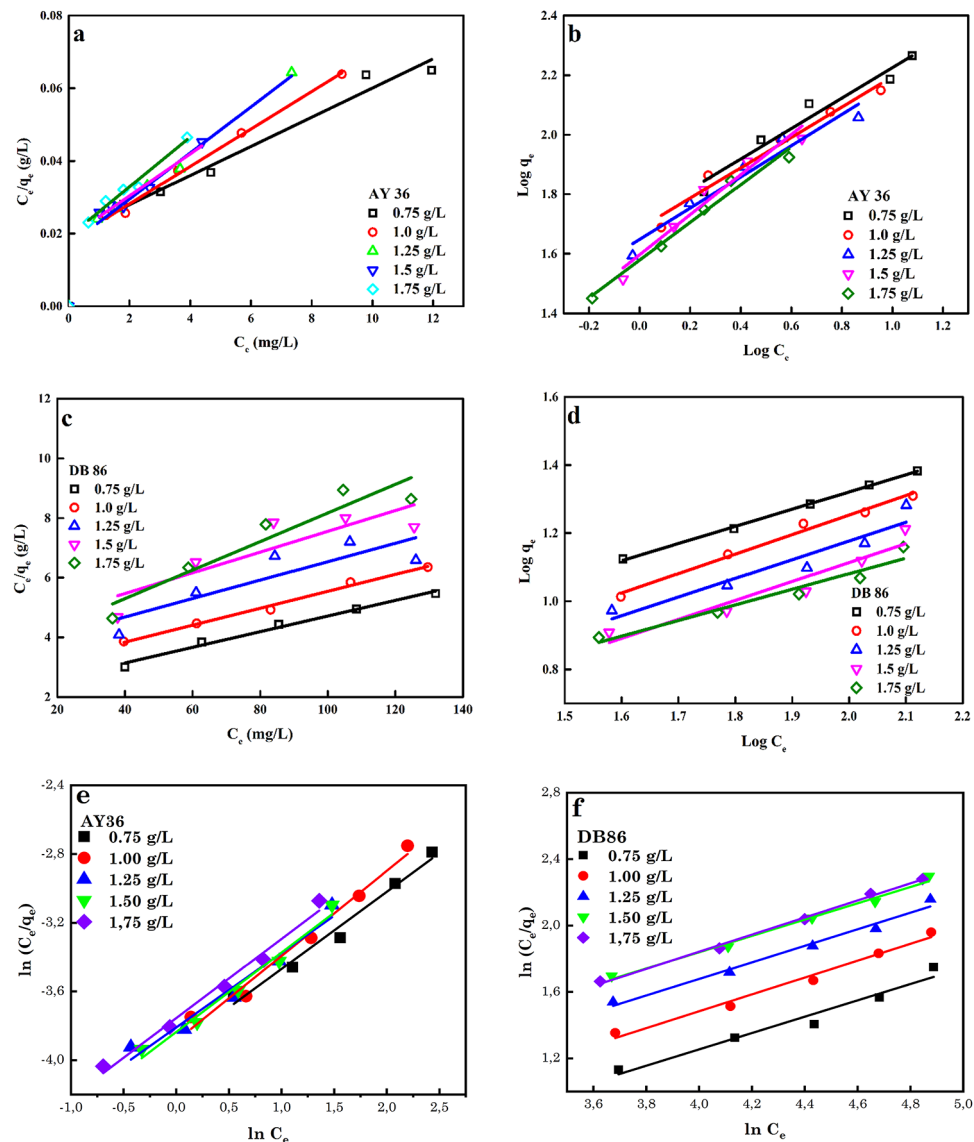 a
C_e/q_e (g/L)
0.08
0.06
0.04
0.02
0.00
AY 36
0.75 g/L
1.0 g/L
1.25 g/L
1.5 g/L
1.75 g/L
0 2 4 6 8 10 12
C_e (mg/L)
b
Log q_e
2.4
2.2
2.0
1.8
1.6
1.4
AY 36
0.75 g/L
1.0 g/L
1.25 g/L
1.5 g/L
1.75 g/L
-0.2 0.0 0.2 0.4 0.6 0.8 1.0 1.2
Log C_e
c
C_e/q_e (g/L)
12
10
8
6
4
2
DB 86
0.75 g/L
1.0 g/L
1.25 g/L
1.5 g/L
1.75 g/L
20 40 60 80 100 120 140
C_e (mg/L)
d
Log q_e
1.6
1.4
1.2
1.0
0.8
DB 86
0.75 g/L
1.0 g/L
1.25 g/L
1.5 g/L
1.75 g/L
1.5 1.6 1.7 1.8 1.9 2.0 2.1 2.2
Log C_e
e
ln (C_e/q_e)
-2,4
-2,8
-3,2
-3,6
-4,0
AY36
0.75 g/L
1.00 g/L
1.25 g/L
1.50 g/L
1,75 g/L
-1,0 -0,5 0,0 0,5 1,0 1,5 2,0 2,5
ln C_e
f
ln (C_e/q_e)
2,8
2,4
2,0
1,6
1,2
DB86
0.75 g/L
1.00 g/L
1.25 g/L
1.50 g/L
1,75 g/L
3,6 3,8 4,0 4,2 4,4 4,6 4,8 5,0
ln C_e